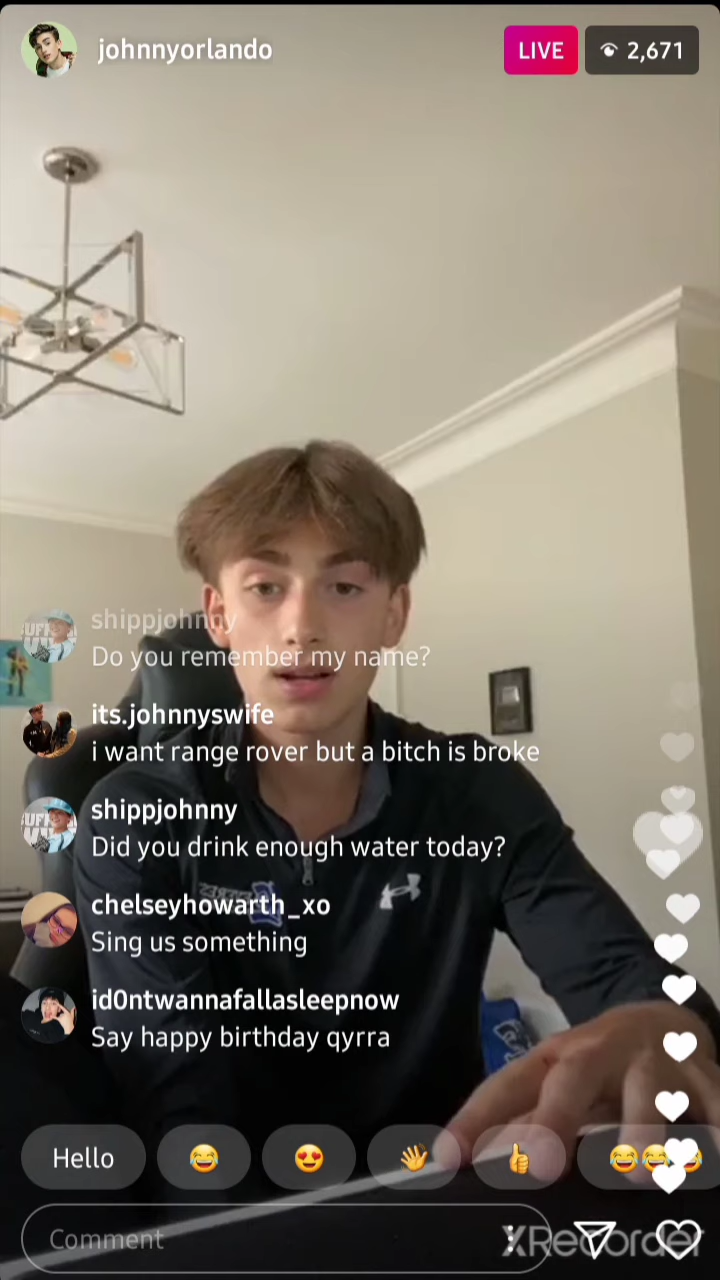 johnnyorlando
LIVE
2,671
shippjohnny
Do you remember my name?
its.johnnyswife
i want range rover but a bitch is broke
shippjohnny
Did you drink enough water today?
chelseyhowarth_xo
Sing us something
id0ntwannafallasleepnow
Say happy birthday qyrra
Hello
Comment
XRecorder